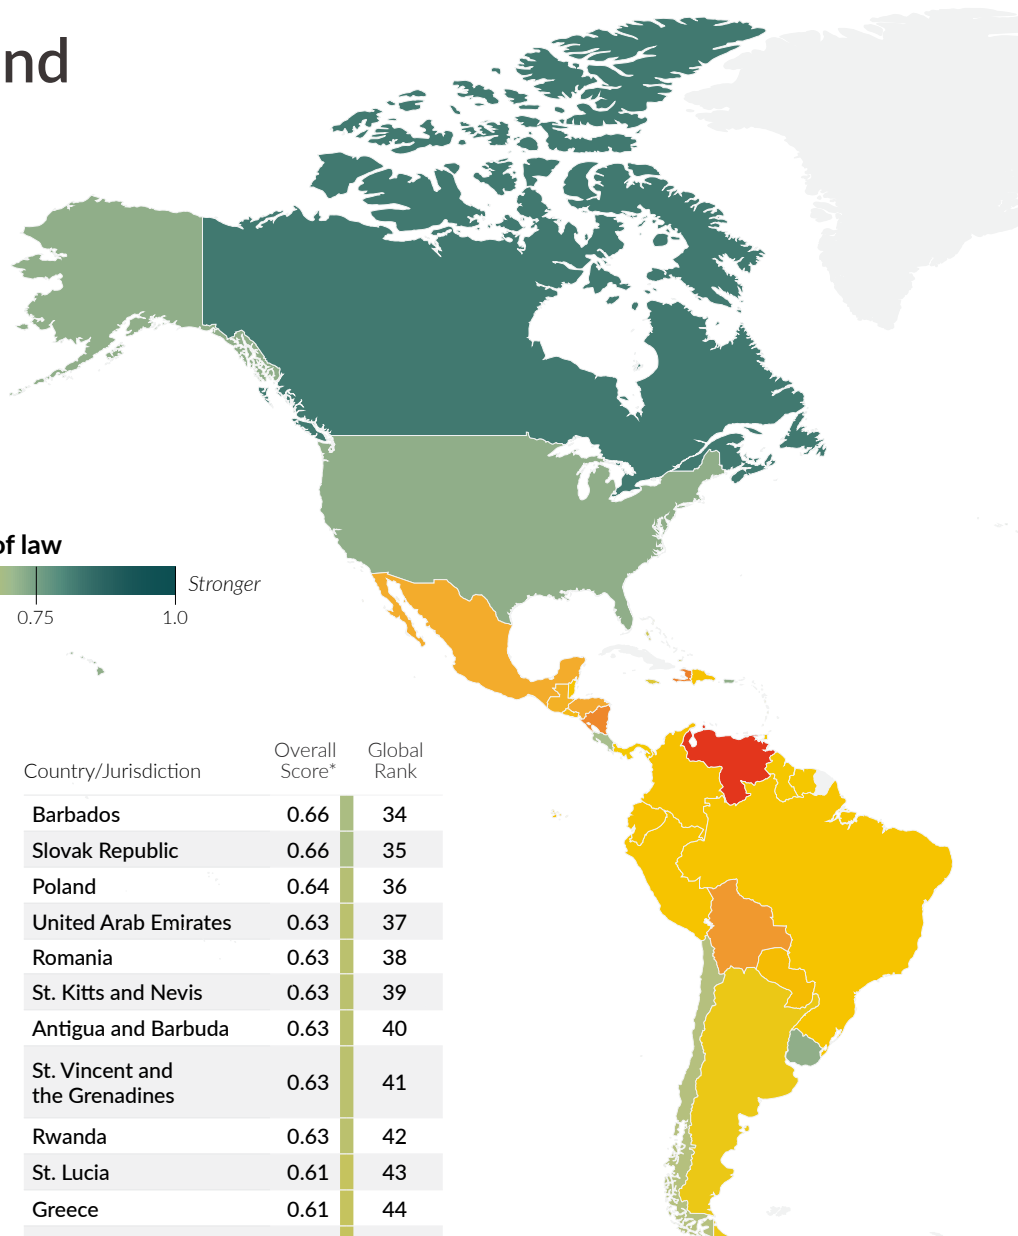 nd
of law
Stronger
0.75 1.0
Country/Jurisdiction Overall Score* Global Rank
Barbados 0.66 34
Slovak Republic 0.66 35
Poland 0.64 36
United Arab Emirates 0.63 37
Romania 0.63 38
St. Kitts and Nevis 0.63 39
Antigua and Barbuda 0.63 40
St. Vincent and
the Grenadines 0.63 41
Rwanda 0.63 42
St. Lucia 0.61 43
Greece 0.61 44